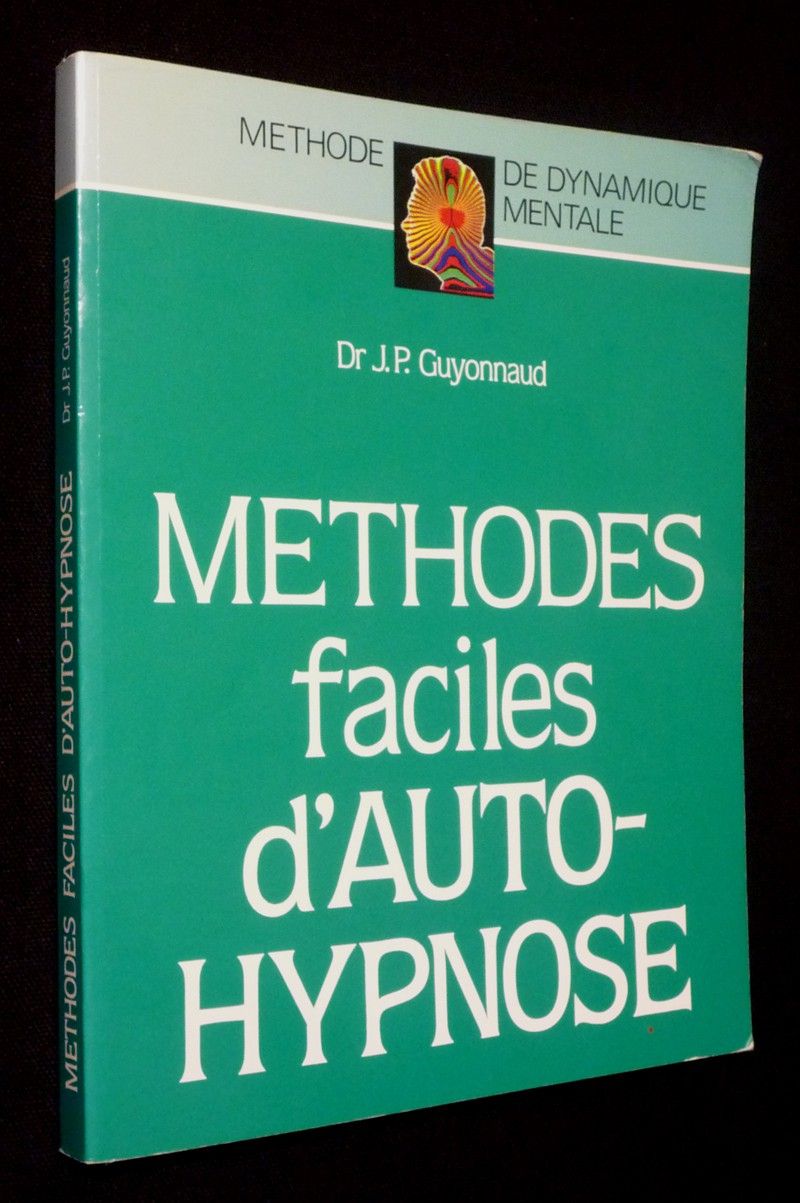 METHODE DE DYNAMIQUE
MENTALE
Dr J.P. Guyonnaud
METHODES
faciles
d'AUTO-
HYPNOSE
METHODES FACILES D'AUTO-HYPNOSE Dr J.P. Guyonnaud